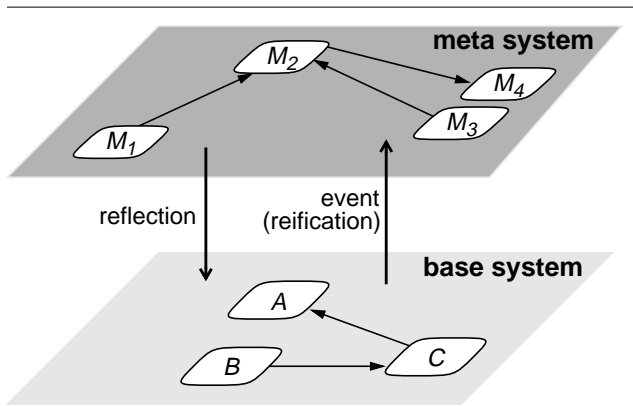 meta system
M2
M4
M3
M1
reflection
event
(reification)
base system
A
C
B